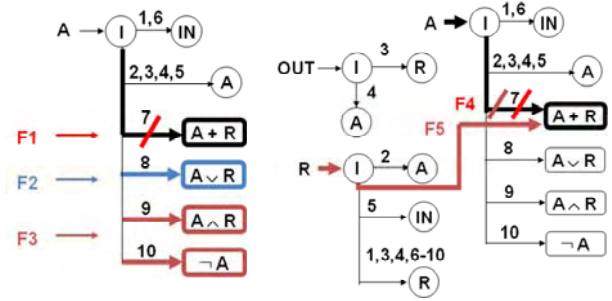 A I 1,6 IN
2,3,4,5 A
F1 7 A + R
F2 8 A ∨ R
F3 9 A ∧ R
10 ¬ A
A I 1,6 IN
2,3,4,5 A
OUT I 3 R
4
A
F4 7 A + R
F5
R I 2 A
5 IN
1,3,4,6-10 R
8 A ∨ R
9 A ∧ R
10 ¬ A